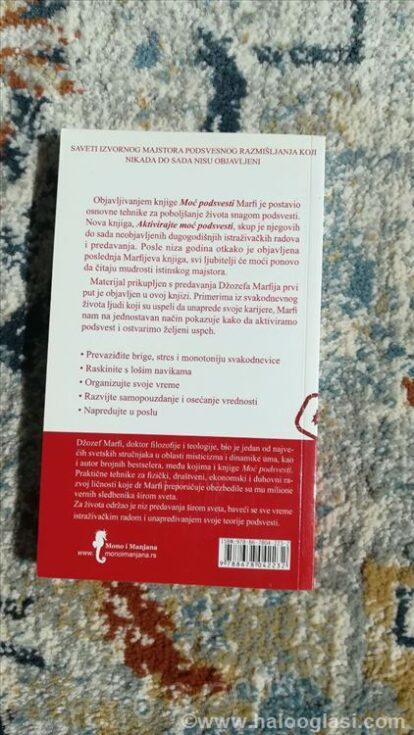 SAVETI IZVORNOG MAJSTORA PODSVESNOG RAZMIŠLJANJA KOJI
NIKADA DO SADA NISU OBJAVLJENI
Objavljivanjem knjige Moć podsvesti Marfi je postavio
osnovne tehnike za poboljšanje života snagom podsvesti.
Nova knjiga, Aktivirajte moć podsvesti, skup je njegovih
do sada neobjavljenih dugogodišnjih istraživačkih radova
i predavanja. Posle niz godina otkako je objavljena
poslednja Marfijeva knjiga, svi ljubitelji će moći ponovo
da čitaju mudrosti istinskog majstora.
Materijal prikupljen s predavanja Džozefa Marfija prvi
put je objavljen u ovoj knjizi. Primerima iz svakodnevnog
života ljudi koji su uspeli da unaprede svoje karijere, Marfi
nam na jednostavan način pokazuje kako da aktiviramo
podsvest i ostvarimo željeni uspeh.
• Prevaziđite brige, stres i monotoniju svakodnevice
• Raskinite s lošim navikama
• Organizujte svoje vreme
• Razvijte samopouzdanje i osećanje vrednosti
• Napredujte u poslu
Džozef Marfi, doktor filozofije i teologije, bio je jedan od najve-
ćih svetskih stručnjaka u oblasti misticizma i dinamike uma, kao
i autor brojnih bestselera, među kojima i knjige Moć podsvesti.
Praktične tehnike za fizički, društveni, ekonomski i duhovni ra-
zvoj ličnosti koje dr Marfi preporučuje obezbedile su mu milione
vernih sledbenika širom sveta.
Za života održao je niz predavanja širom sveta, baveći se sve vreme
istraživačkim radom i unapređivanjem svoje teorije podsvesti.
Mono i Manjana
www.monoimanjana.rs
9788678042232
©www.halooglasi.com